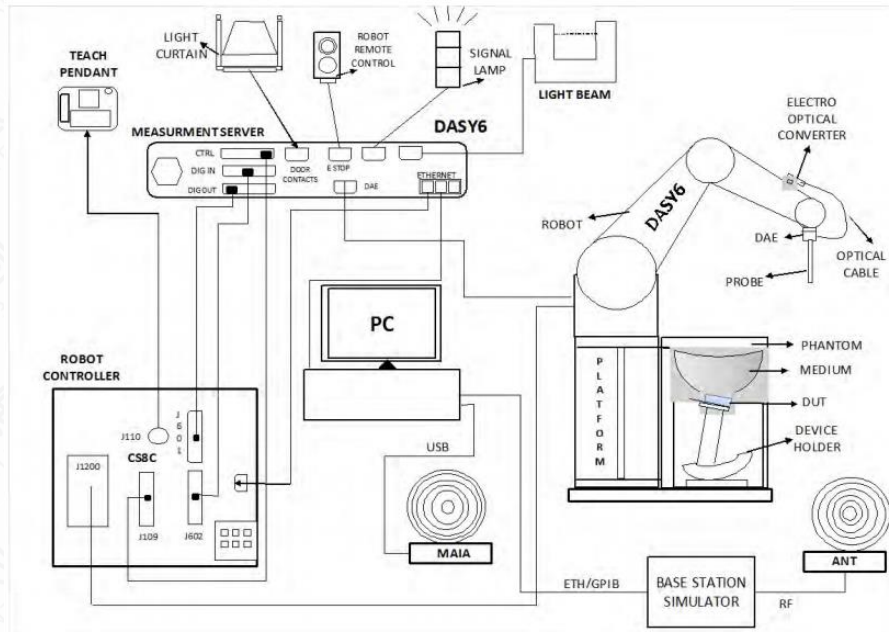 TEACH
PENDANT
LIGHT
CURTAIN
ROBOT
REMOTE
CONTROL
SIGNAL
LAMP
LIGHT BEAM
MEASURMENT SERVER
DASY6
CTRL
DIG IN
DIG OUT
DOOR
CONTACTS
E STOP
DAE
ETHERNET
ELECTRO
OPTICAL
CONVERTER
ROBOT
DASY6
DAE
OPTICAL
CABLE
PROBE
PC
PLATFORM
PHANTOM
MEDIUM
DUT
DEVICE
HOLDER
ROBOT
CONTROLLER
J110
J601
CS8C
J1200
J109
J602
USB
MAIA
ETH/GPIB
BASE STATION
SIMULATOR
RF
ANT